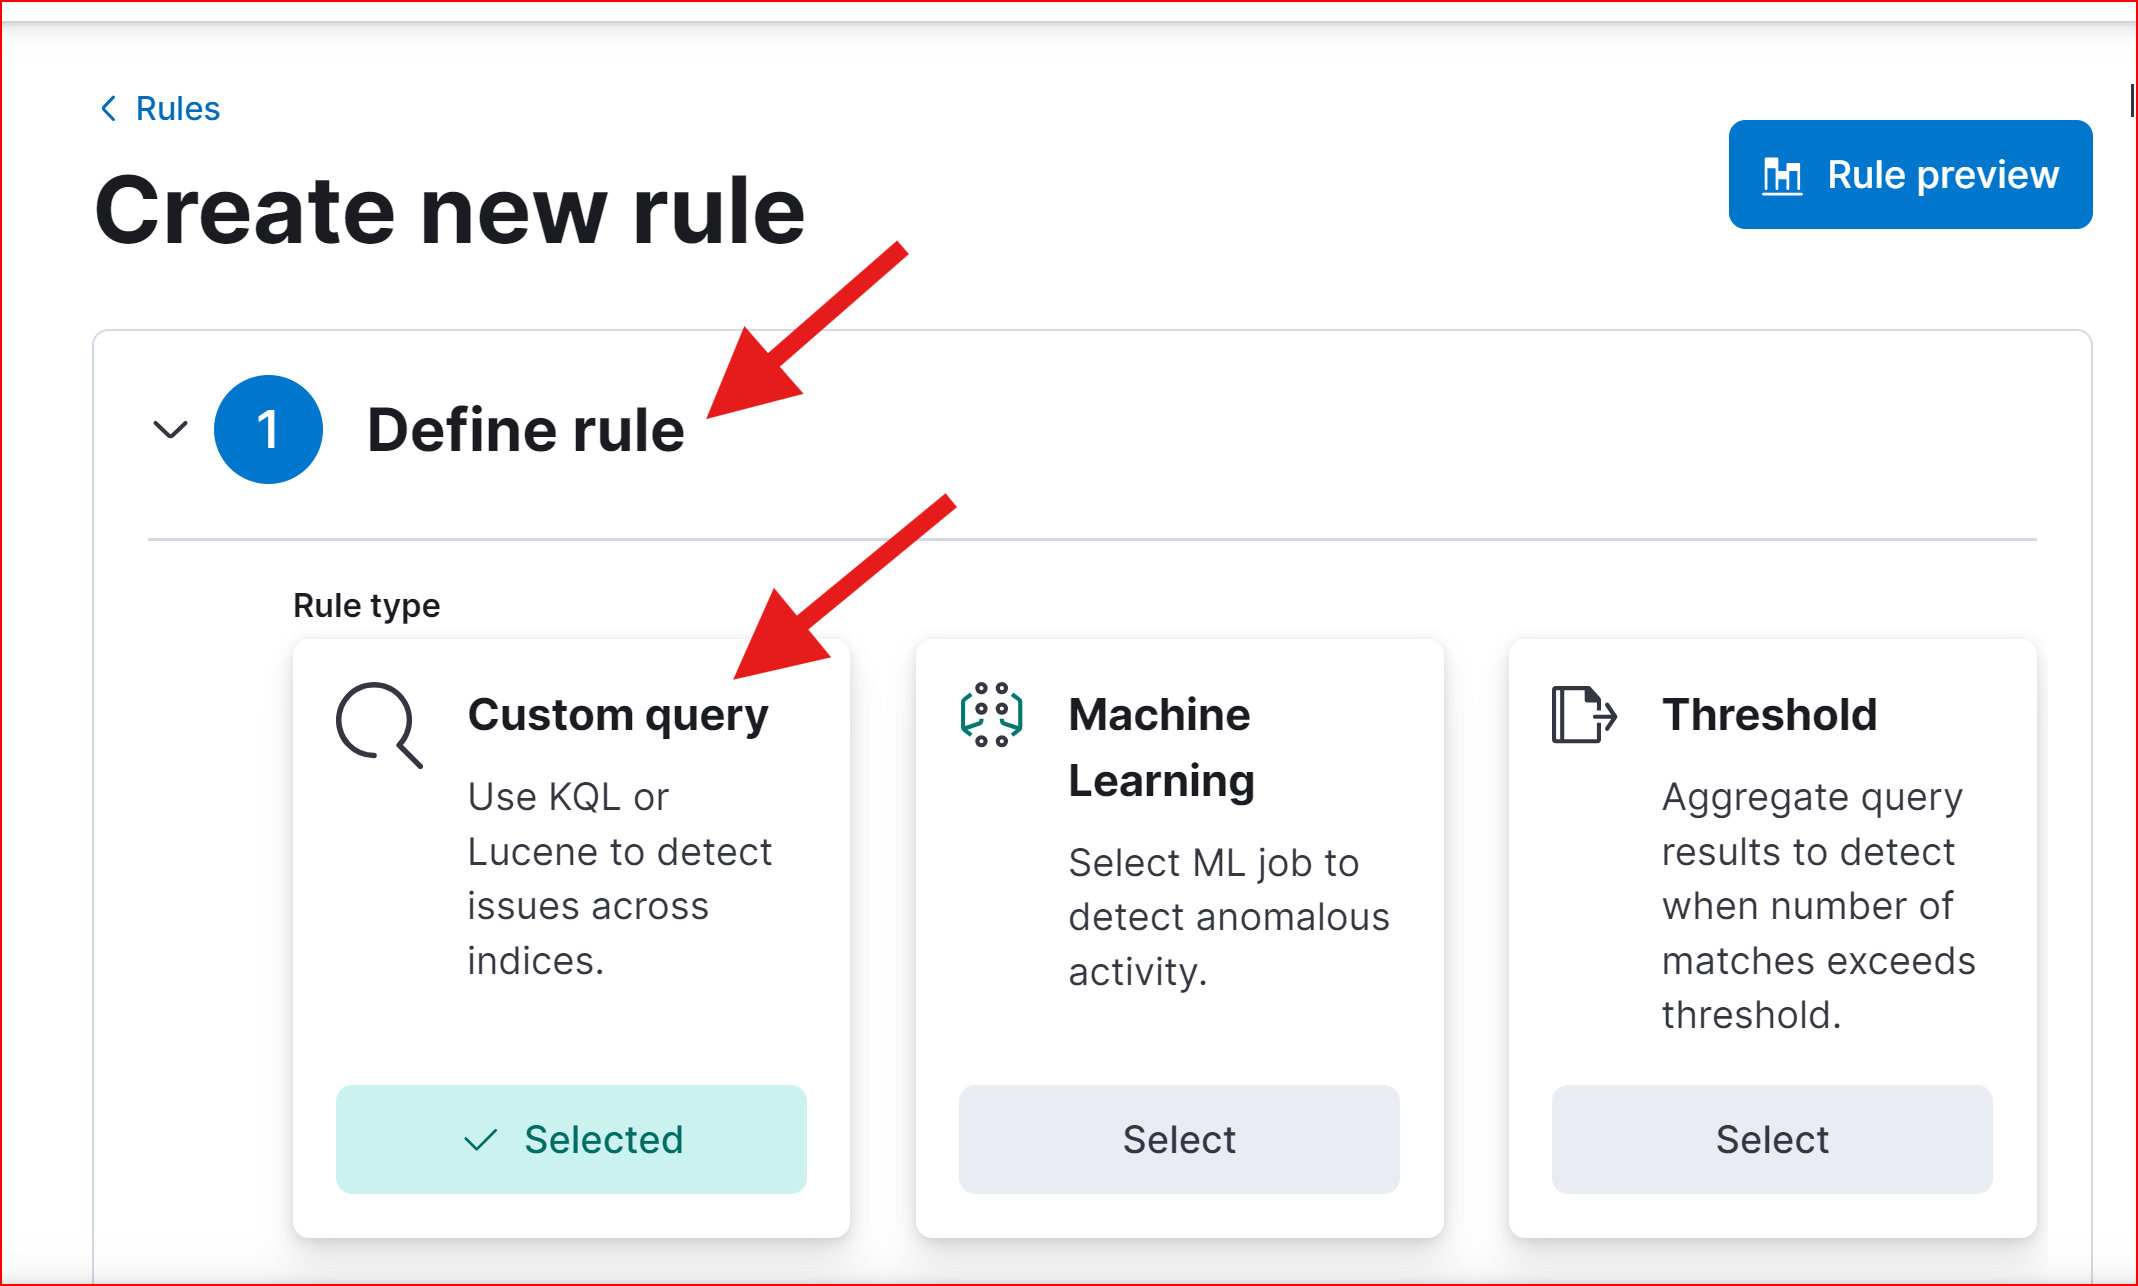 Rules
Create new rule
Rule preview
1
Define rule
Rule type
Custom query
Use KQL or
Lucene to detect
issues across
indices.
Selected
Machine
Learning
Select ML job to
detect anomalous
activity.
Select
Threshold
Aggregate query
results to detect
when number of
matches exceeds
threshold.
Select